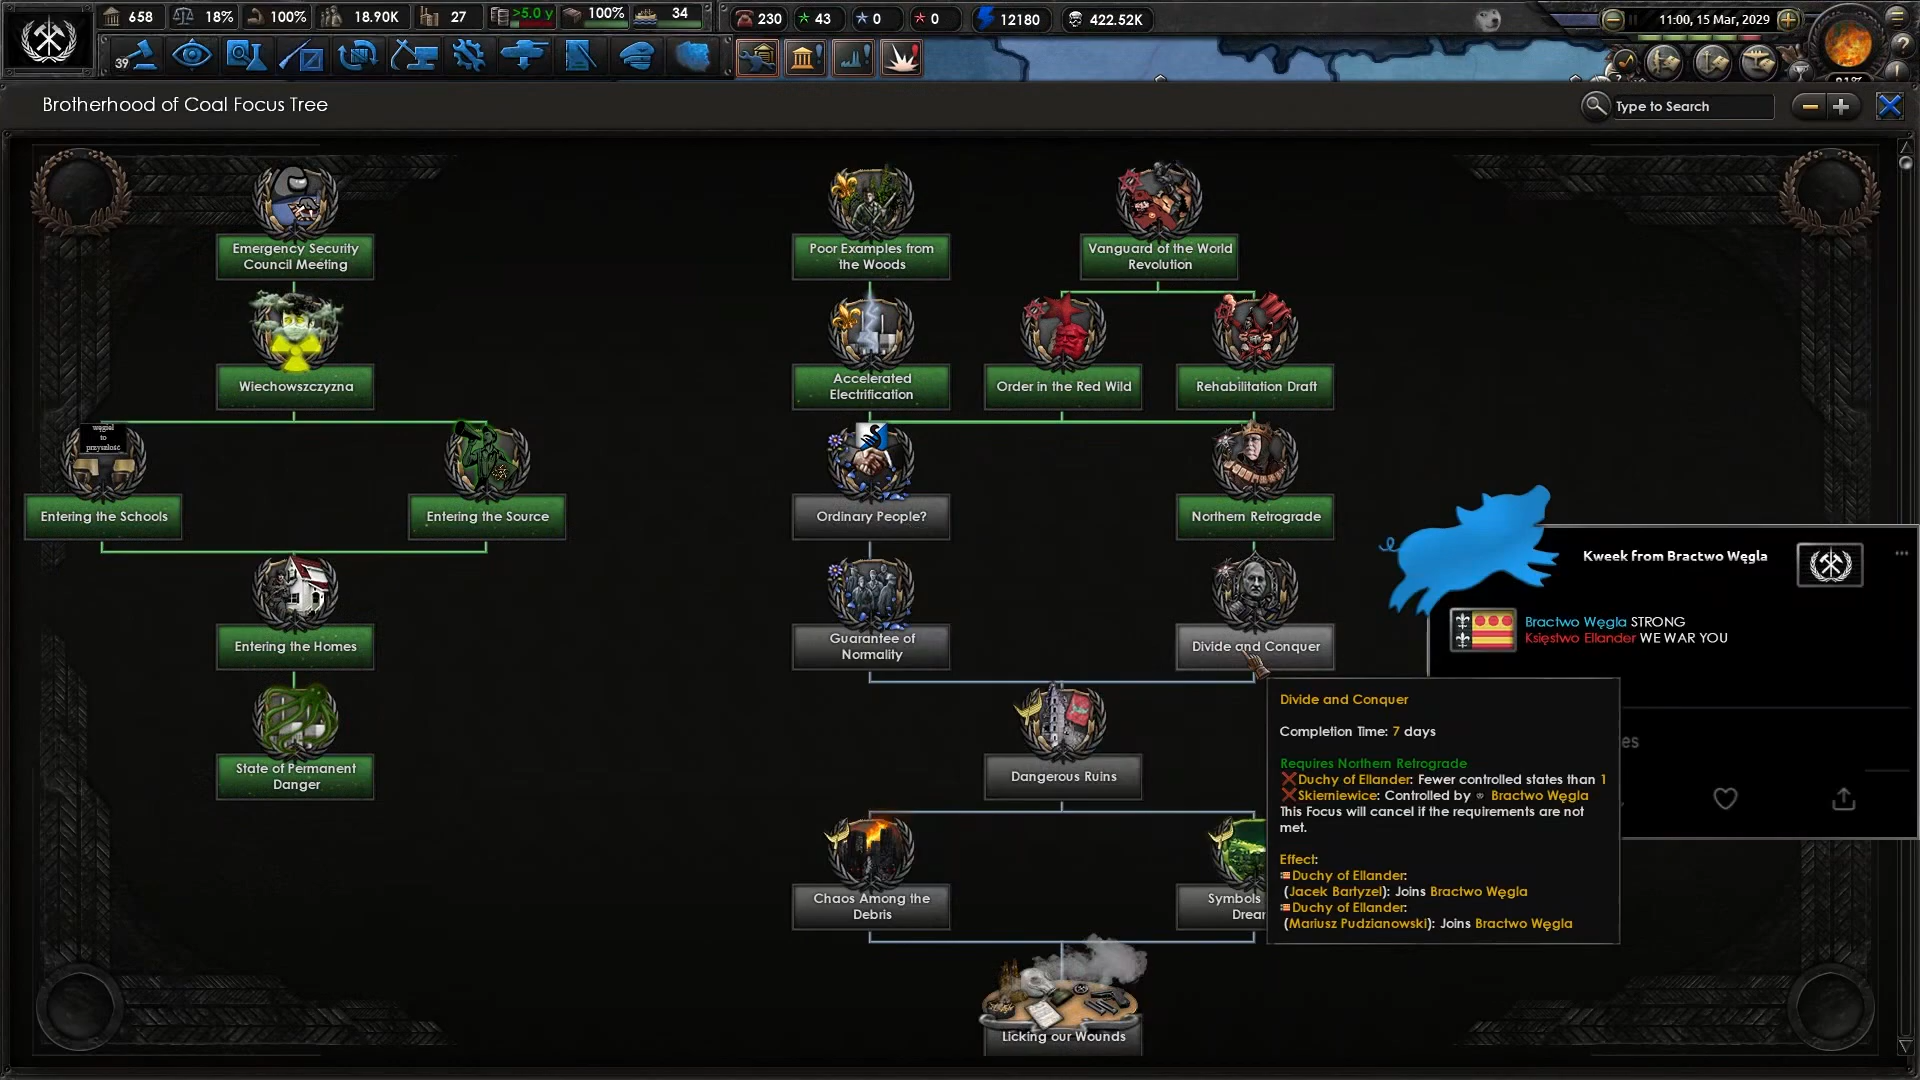 658
18%
100%
18.90K
27
>5.0 y
100%
34
230
43
0
0
12180
422.52K
11:00, 15 Mar, 2029
39
Brotherhood of Coal Focus Tree
Type to Search
Emergency Security
Council Meeting
Poor Examples from
the Woods
Vanguard of the World
Revolution
Wiechowszczyzna
Accelerated
Electrification
Order in the Red Wild
Rehabilitation Draft
węgiel
to
przyszłość
Entering the Schools
Entering the Source
Ordinary People?
Northern Retrograde
Entering the Homes
Guarantee of
Normality
Divide and Conquer
State of Permanent
Danger
Dangerous Ruins
Chaos Among the
Debris
Symbols
Licking our Wounds
Kweek from Bractwo Węgla
Bractwo Węgla STRONG
Księstwo Ellander WE WAR YOU
Divide and Conquer
Completion Time: 7 days
Requires Northern Retrograde
Duchy of Ellander: Fewer controlled states than 1
Skierniewice: Controlled by Bractwo Węgla
This Focus will cancel if the requirements are not
met.
Effect:
Duchy of Ellander:
(Jacek Bartyzel): Joins Bractwo Węgla
Duchy of Ellander:
(Mariusz Pudzianowski): Joins Bractwo Węgla